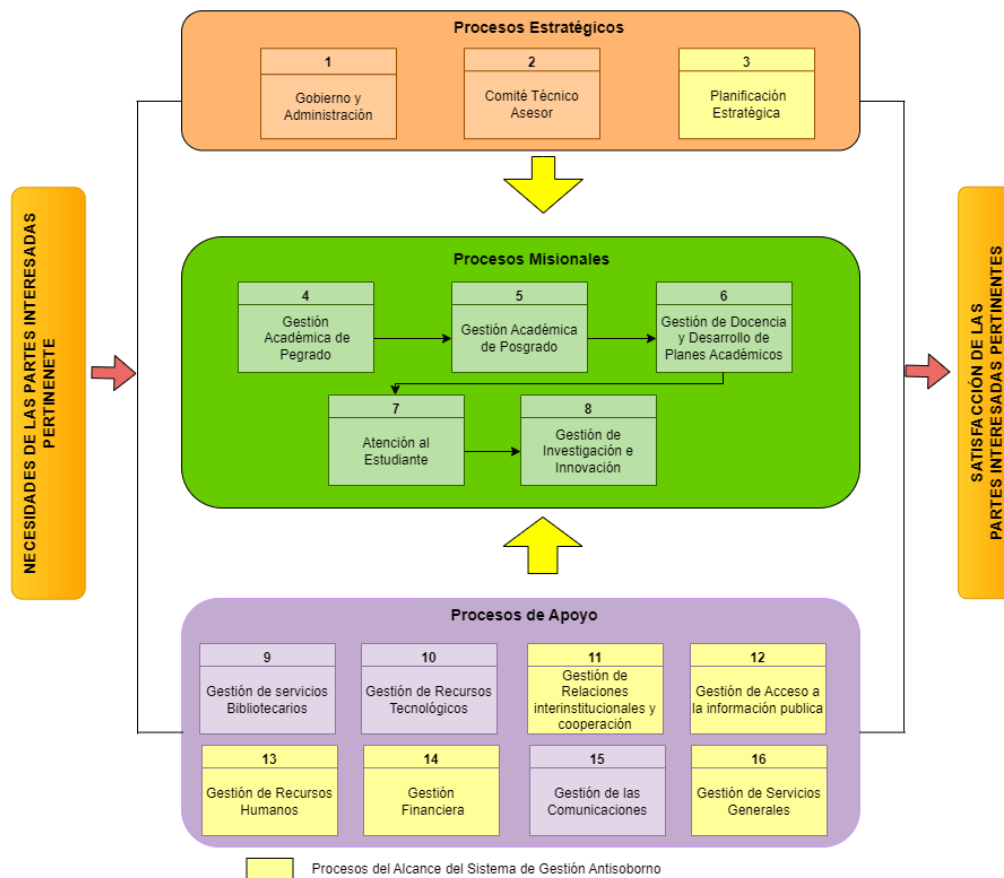 Procesos Estratégicos
1
Gobierno y
Administración
2
Comité Técnico
Asesor
3
Planificación
Estratégica
NECESIDADES DE LAS PARTES INTERESADAS
PERTINENETE
Procesos Misionales
4
Gestión
Académica de
Pegrado
5
Gestión Académica
de Posgrado
6
Gestión de Docencia
y Desarrollo de
Planes Académicos
7
Atención al
Estudiante
8
Gestión de
Investigación e
Innovación
SATISFACCIÓN DE LAS
PARTES INTERESADAS PERTINENTES
Procesos de Apoyo
9
Gestión de servicios
Bibliotecarios
10
Gestión de Recursos
Tecnológicos
11
Gestión de
Relaciones
interinstitucionales y
cooperación
12
Gestión de Acceso a
la información publica
13
Gestión de Recursos
Humanos
14
Gestión
Financiera
15
Gestión de las
Comunicaciones
16
Gestión de Servicios
Generales
Procesos del Alcance del Sistema de Gestión Antisoborno